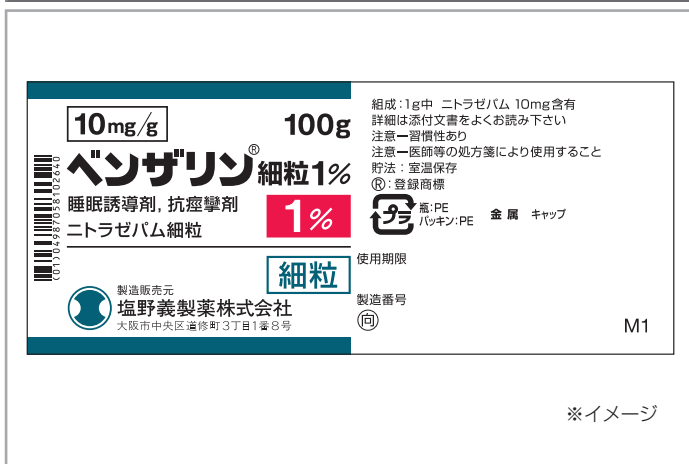 10mg/g
100g
ベンザリン®細粒1%
睡眠誘導剤, 抗痙攣剤
ニトラゼパム細粒
1%
細粒
製造販売元
塩野義製薬株式会社
大阪市中央区道修町3丁目1番8号
(01)04987058102640
組成:1g中 ニトラゼパム 10mg含有
詳細は添付文書をよくお読み下さい
注意ー習慣性あり
注意ー医師等の処方箋により使用すること
貯法:室温保存
®:登録商標
プラ
瓶:PE
パッキン:PE
金属 キャップ
使用期限
製造番号
㊞向
M1
※イメージ